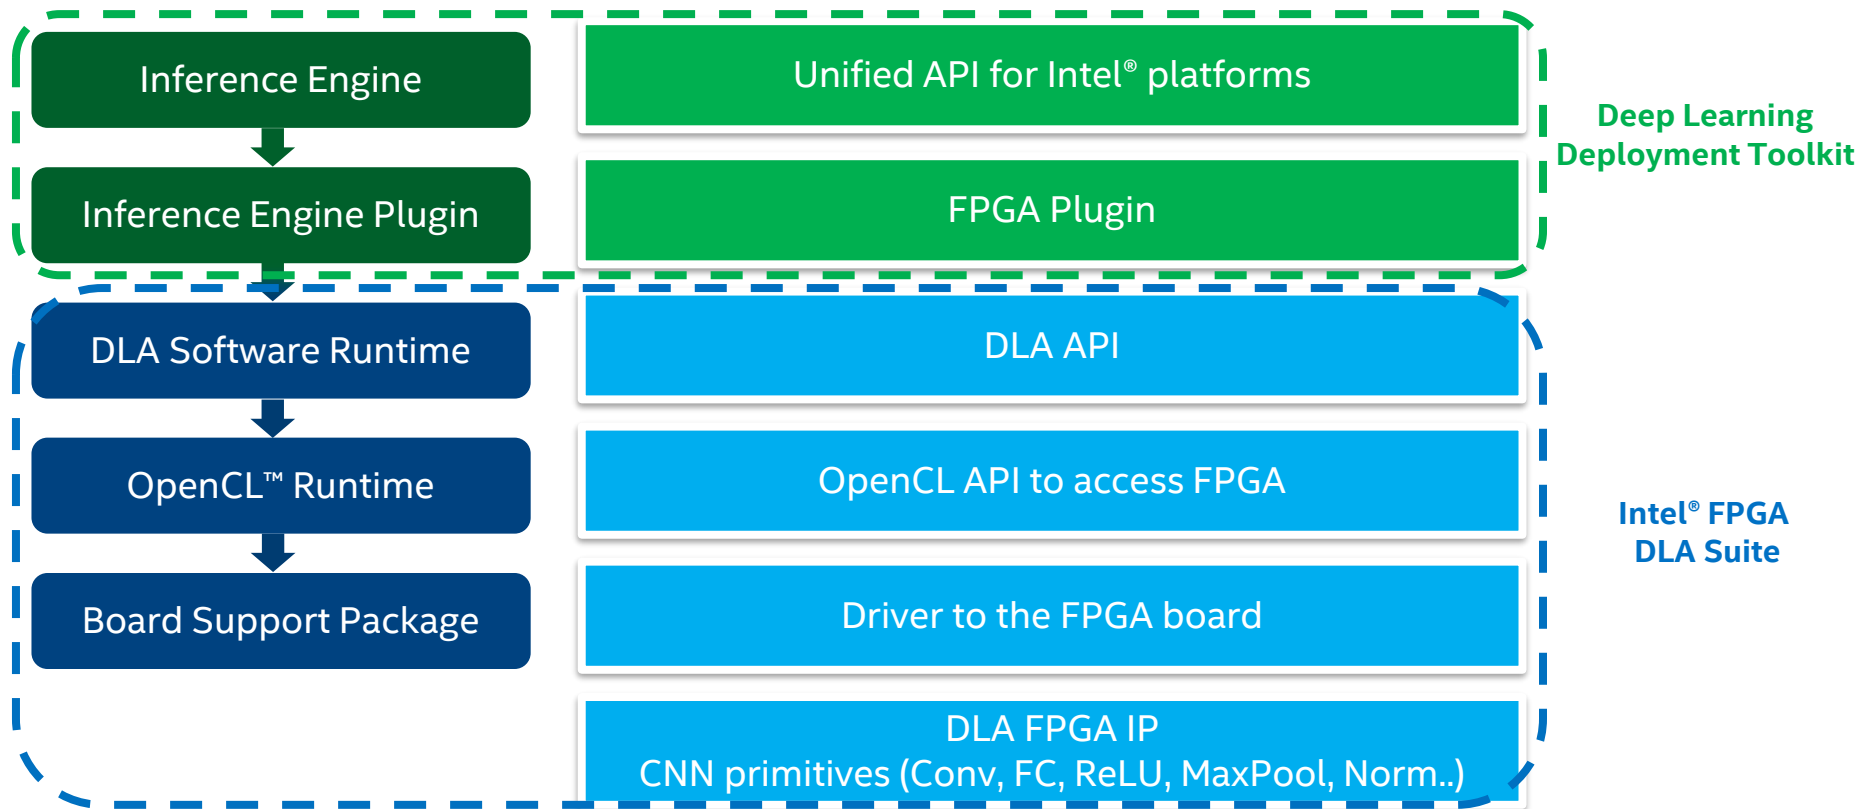 Inference Engine
Unified API for Intel® platforms
Deep Learning
Deployment Toolkit
Inference Engine Plugin
FPGA Plugin
DLA Software Runtime
DLA API
OpenCL™ Runtime
OpenCL API to access FPGA
Intel® FPGA
DLA Suite
Board Support Package
Driver to the FPGA board
DLA FPGA IP
CNN primitives (Conv, FC, ReLU, MaxPool, Norm..)